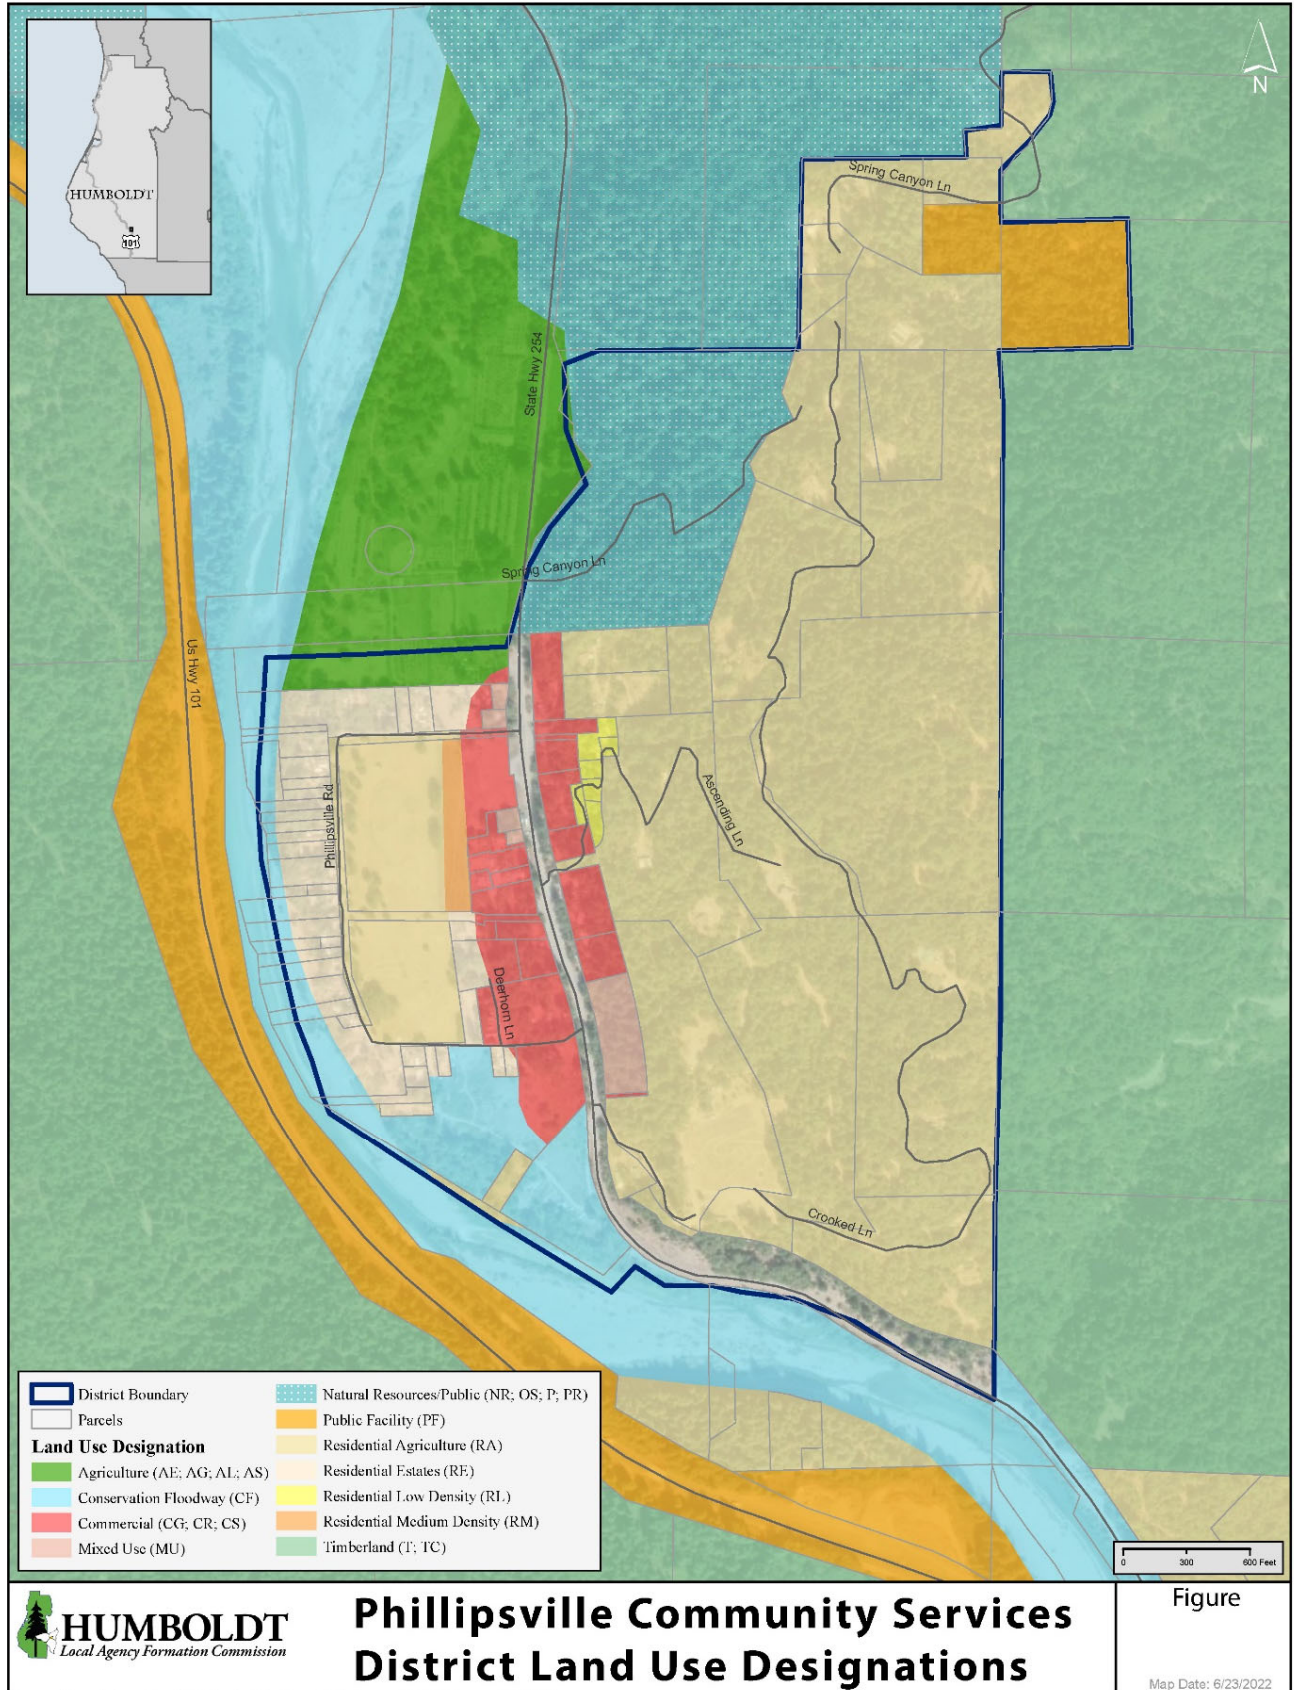 HUMBOLDT
101
N
Spring Canyon Ln
State Hwy 254
Spring Canyon Ln
Us Hwy 101
Phillipsville Rd
Ascending Ln
Deerhorn Ln
Crooked Ln
District Boundary
Parcels
Land Use Designation
Agriculture (AE; AG; AL; AS)
Conservation Floodway (CF)
Commercial (CG; CR; CS)
Mixed Use (MU)
Natural Resources/Public (NR; OS; P; PR)
Public Facility (PF)
Residential Agriculture (RA)
Residential Estates (RE)
Residential Low Density (RL)
Residential Medium Density (RM)
Timberland (T; TC)
0 300 600 Feet
HUMBOLDT
Local Agency Formation Commission
Phillipsville Community Services
District Land Use Designations
Figure
Map Date: 6/23/2022